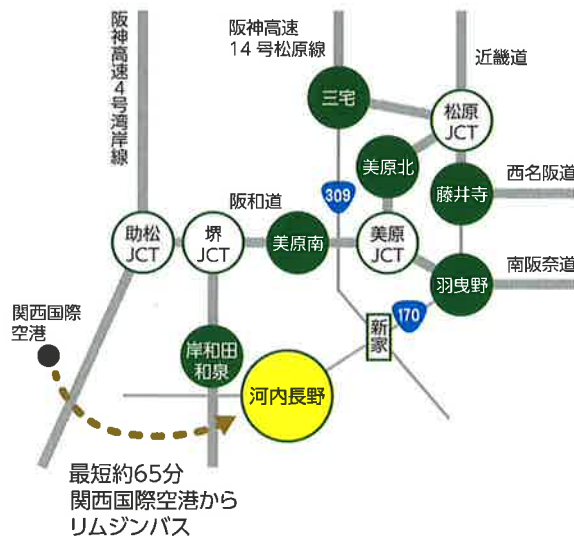 阪神高速4号湾岸線
阪神高速
14号松原線
近畿道
三宅
松原
JCT
美原北
309
藤井寺
西名阪道
阪和道
助松
JCT
堺
JCT
美原南
美原
JCT
羽曳野
南阪奈道
関西国際
空港
170
新家
岸和田
和泉
河内長野
最短約65分
関西国際空港から
リムジンバス